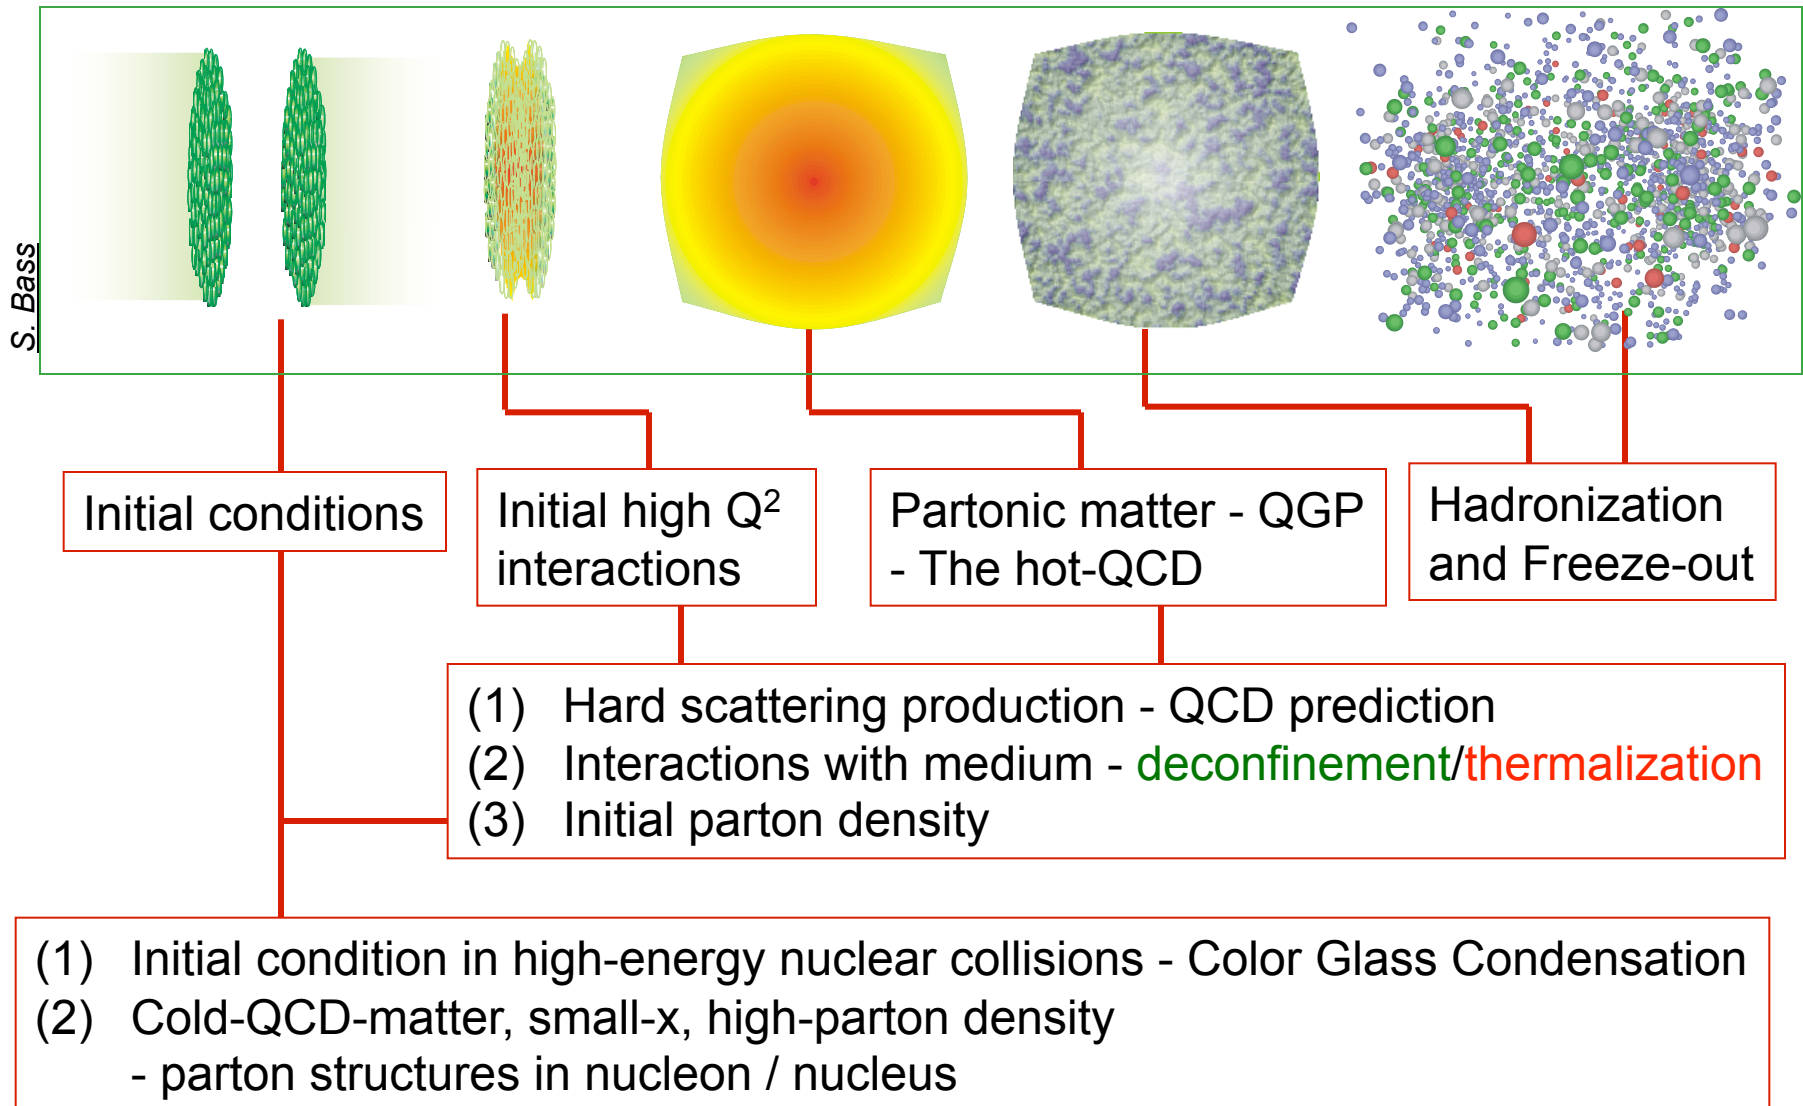 S. Bass
Initial conditions
Initial high Q²
interactions
Partonic matter - QGP
- The hot-QCD
Hadronization
and Freeze-out
(1) Hard scattering production - QCD prediction
(2) Interactions with medium - deconfinement/thermalization
(3) Initial parton density
(1) Initial condition in high-energy nuclear collisions - Color Glass Condensation
(2) Cold-QCD-matter, small-x, high-parton density
- parton structures in nucleon / nucleus